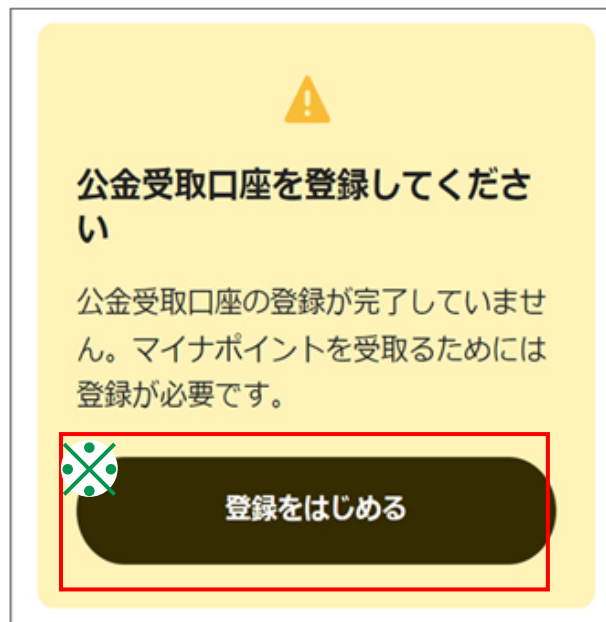 公金受取口座を登録してくださ
い
公金受取口座の登録が完了していませ
ん。マイナポイントを受取るためには
登録が必要です。
※
登録をはじめる